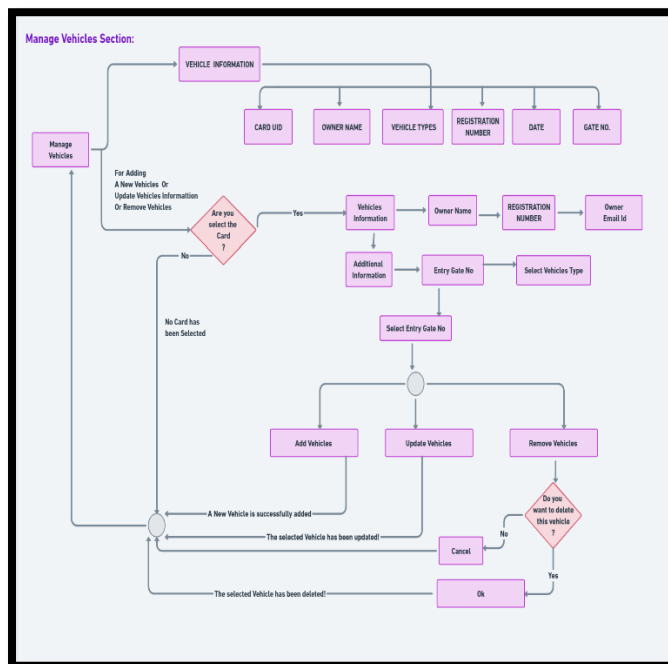 Manage Vehicles Section:
VEHICLE INFORMATION
CARD UID
OWNER NAME
VEHICLE TYPES
REGISTRATION
NUMBER
DATE
GATE NO.
Manage
Vehicles
For Adding
A New Vehicles Or
Update Vehicles Informaition
Or Remove Vehicles
Are you
select the
Card
?
Yes
No
Vehicles
Information
Owner Name
REGISTRATION
NUMBER
Owner
Email Id
Additional
Information
Entry Gate No
Select Vehicles Type
No Card has
been Selected
Select Entry Gate No
Add Vehicles
Update Vehicles
Remove Vehicles
A New Vehicle is successfully added
The selected Vehicle has been updated!
Do you
want to delete
this vehicle
?
No
Cancel
Yes
The selected Vehicle has been deleted!
Ok